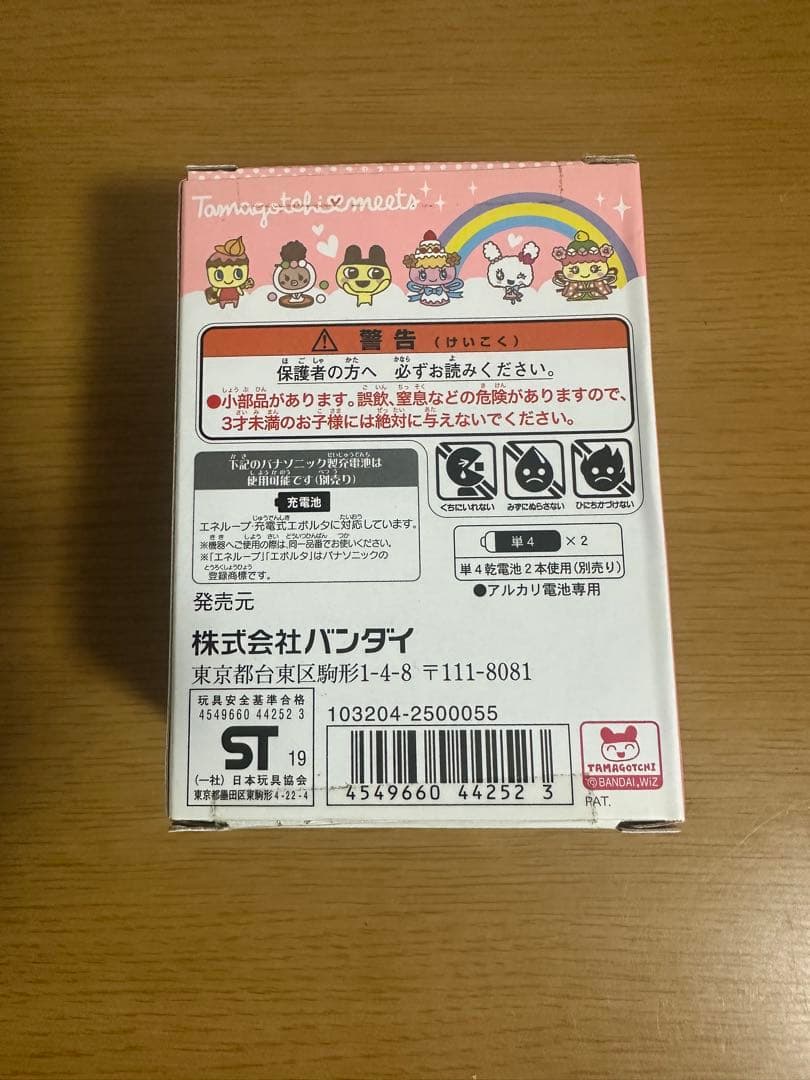 Tamagotchi♥meets
警告 (けいこく)
保護者の方へ 必ずお読みください。
●小部品があります。誤飲、窒息などの危険がありますので、
3才未満のお子様には絶対に与えないでください。
下記のパナソニック製充電池は
使用可能です(別売り)
充電池
エネループ・充電式エボルタに対応しています。
※機器へご使用の際は、同一品番でお使いください。
※「エネループ」「エボルタ」はパナソニックの
登録商標です。
くちにいれない みずにぬらさない ひにちかづけない
単4 ×2
単4乾電池2本使用(別売り)
●アルカリ電池専用
発売元
株式会社バンダイ
東京都台東区駒形1-4-8 〒111-8081
玩具安全基準合格
4549660 44252 3
ST 19
(一社)日本玩具協会
東京都墨田区東駒形4-22-4
103204-2500055
4549660 442523
TAMAGOTCHI
©BANDAI,WiZ
PAT.